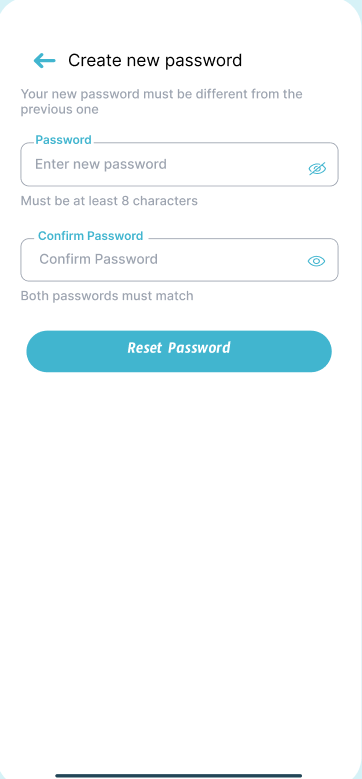 Create new password
Your new password must be different from the
previous one
Password
Enter new password
Must be at least 8 characters
Confirm Password
Confirm Password
Both passwords must match
Reset Password